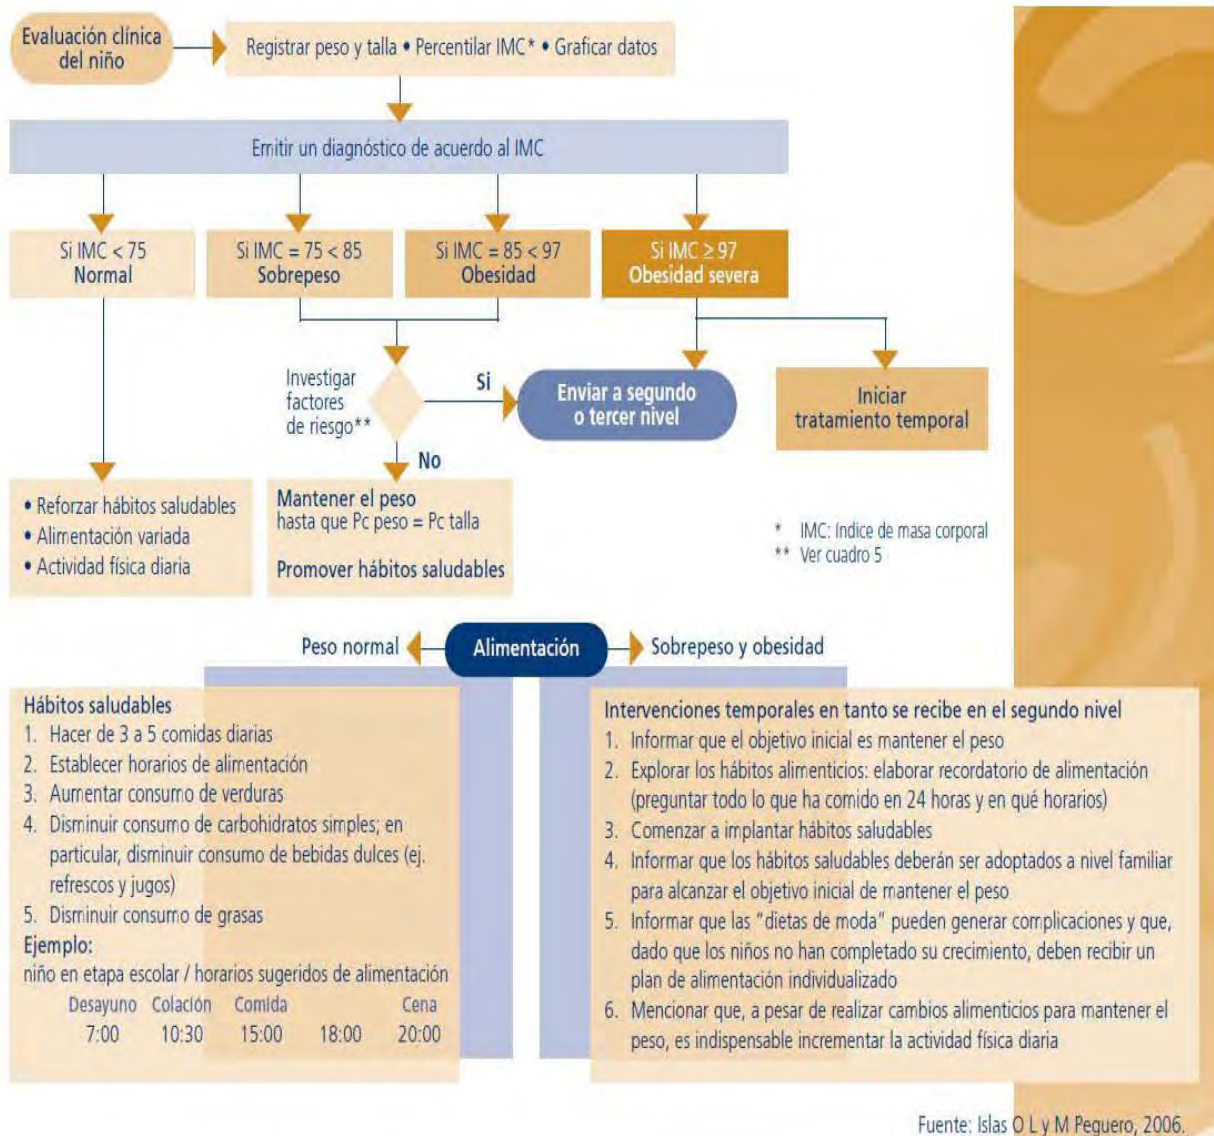 Evaluación clínica
del niño
Registrar peso y talla • Percentilar IMC* • Graficar datos
Emitir un diagnóstico de acuerdo al IMC
Si IMC < 75
Normal
Si IMC = 75 < 85
Sobrepeso
Si IMC = 85 < 97
Obesidad
Si IMC ≥ 97
Obesidad severa
Investigar
factores
de riesgo**
Si
No
Enviar a segundo
o tercer nivel
Iniciar
tratamiento temporal
• Reforzar hábitos saludables
• Alimentación variada
• Actividad física diaria
Mantener el peso
hasta que Pc peso = Pc talla
Promover hábitos saludables
* IMC: índice de masa corporal
** Ver cuadro 5
Peso normal
Alimentación
Sobrepeso y obesidad
Hábitos saludables
1. Hacer de 3 a 5 comidas diarias
2. Establecer horarios de alimentación
3. Aumentar consumo de verduras
4. Disminuir consumo de carbohidratos simples; en
particular, disminuir consumo de bebidas dulces (ej.
refrescos y jugos)
5. Disminuir consumo de grasas
Ejemplo:
niño en etapa escolar / horarios sugeridos de alimentación
Desayuno Colación Comida Cena
7:00 10:30 15:00 18:00 20:00
Intervenciones temporales en tanto se recibe en el segundo nivel
1. Informar que el objetivo inicial es mantener el peso
2. Explorar los hábitos alimenticios: elaborar recordatorio de alimentación
(preguntar todo lo que ha comido en 24 horas y en qué horarios)
3. Comenzar a implantar hábitos saludables
4. Informar que los hábitos saludables deberán ser adoptados a nivel familiar
para alcanzar el objetivo inicial de mantener el peso
5. Informar que las "dietas de moda" pueden generar complicaciones y que,
dado que los niños no han completado su crecimiento, deben recibir un
plan de alimentación individualizado
6. Mencionar que, a pesar de realizar cambios alimenticios para mantener el
peso, es indispensable incrementar la actividad física diaria
Fuente: Islas O L y M Peguero, 2006.